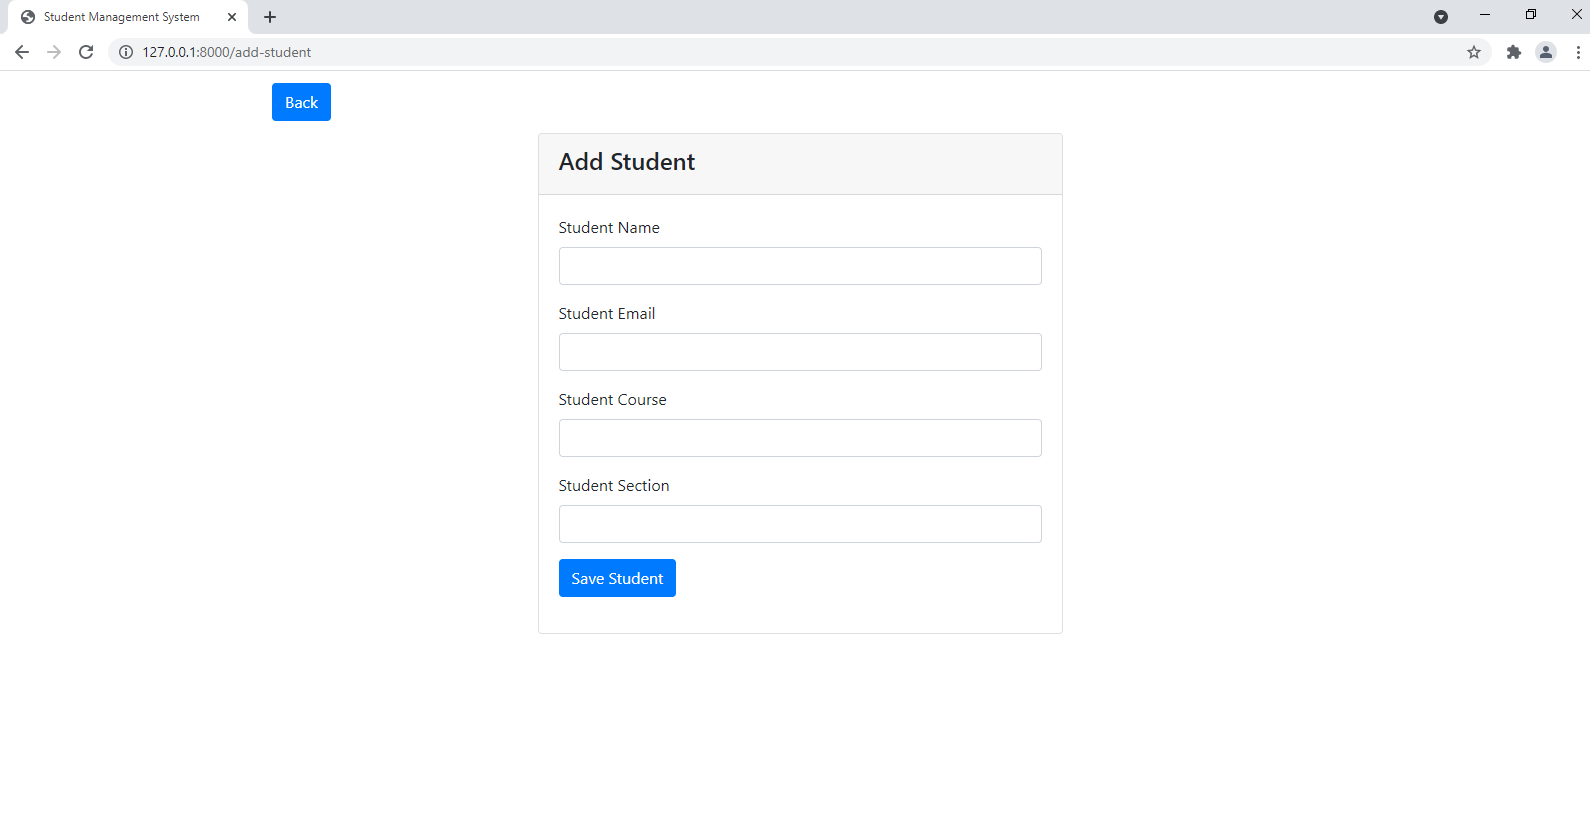 Student Management System
127.0.0.1:8000/add-student
Back
Add Student
Student Name
Student Email
Student Course
Student Section
Save Student